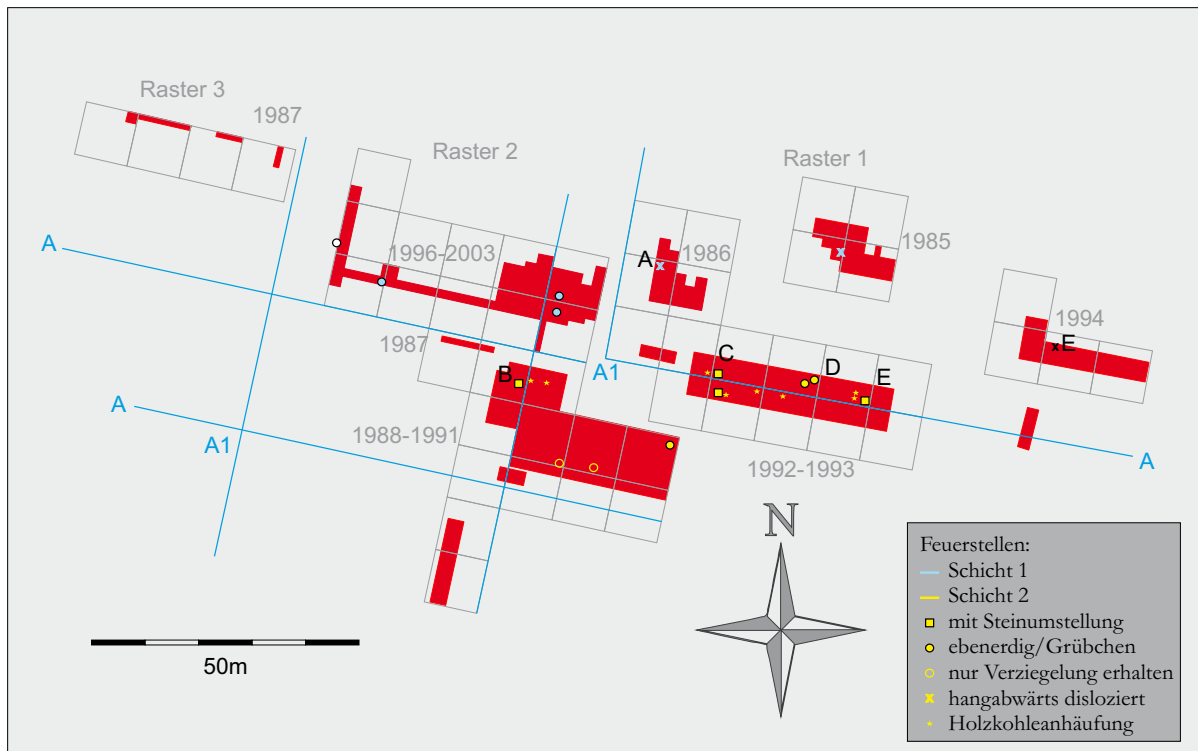 Raster 3
1987
Raster 2
Raster 1
A
1996-2003
A
1986
1985
1994
E
1987
A1
C
D
B
E
A
A1
1988-1991
1992-1993
A
N
50m
Feuerstellen:
Schicht 1
Schicht 2
mit Steinumstellung
ebenerdig/Grübchen
nur Verziegelung erhalten
hangabwärts disloziert
Holzkohleanhäufung